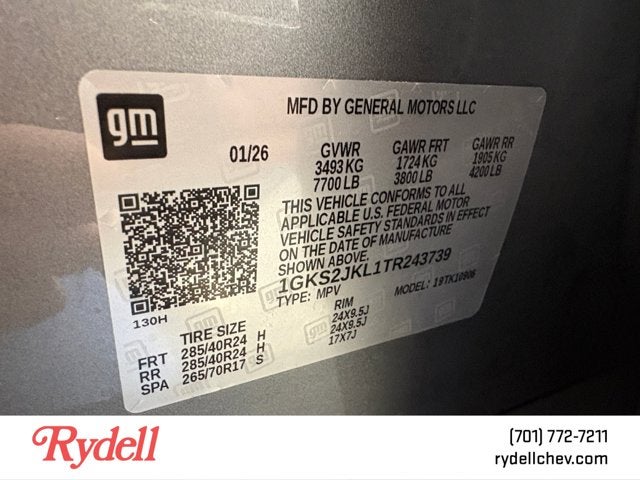 gm
MFD BY GENERAL MOTORS LLC
01/26 GVWR GAWR FRT GAWR RR
3493 KG 1724 KG 1905 KG
7700 LB 3800 LB 4200 LB
THIS VEHICLE CONFORMS TO ALL
APPLICABLE U.S. FEDERAL MOTOR
VEHICLE SAFETY STANDARDS IN EFFECT
ON THE DATE OF MANUFACTURE
SHOWN ABOVE.
1GKS2JKL1TR243739
TYPE: MPV MODEL: 19TK10906
130H
TIRE SIZE RIM
FRT 285/40R24 H 24X9.5J
RR 285/40R24 H 24X9.5J
SPA 265/70R17 S 17X7J
Rydell
(701) 772-7211
rydellchev.com